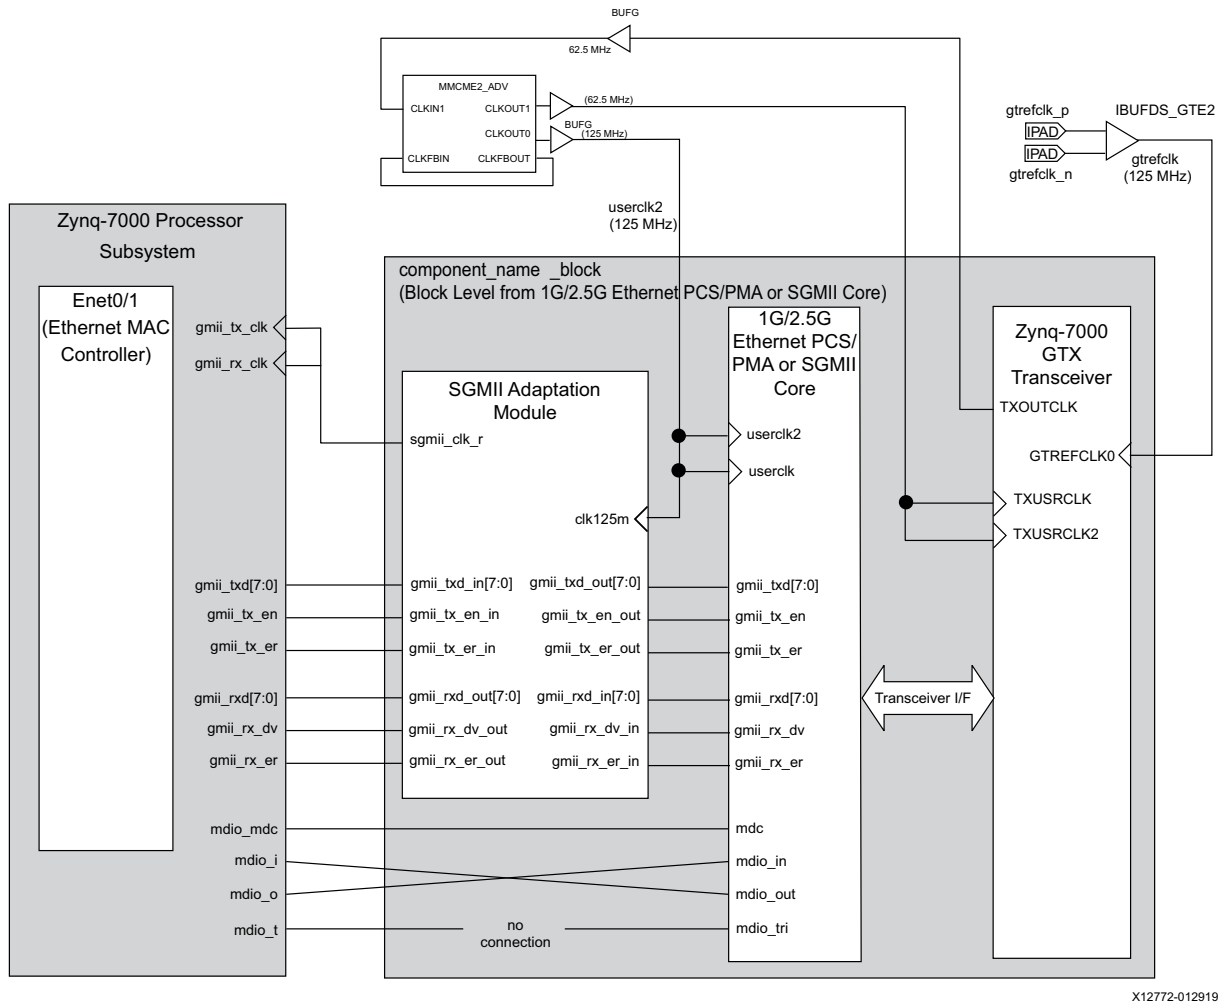 BUFG
62.5 MHz
MMCME2_ADV
CLKIN1
CLKOUT1
(62.5 MHz)
CLKOUT0
BUFG
(125 MHz)
CLKFBIN
CLKFBOUT
gtrefclk_p
IBUFDS_GTE2
IPAD
IPAD
gtrefclk
(125 MHz)
gtrefclk_n
userclk2
(125 MHz)
Zynq-7000 Processor
Subsystem
Enet0/1
(Ethernet MAC
Controller)
gmii_tx_clk
gmii_rx_clk
component_name _block
(Block Level from 1G/2.5G Ethernet PCS/PMA or SGMII Core)
SGMII Adaptation
Module
sgmii_clk_r
clk125m
1G/2.5G
Ethernet PCS/
PMA or SGMII
Core
userclk2
userclk
Zynq-7000
GTX
Transceiver
TXOUTCLK
GTREFCLK0
TXUSRCLK
TXUSRCLK2
gmii_txd[7:0]
gmii_txd_in[7:0]
gmii_txd_out[7:0]
gmii_txd[7:0]
gmii_tx_en
gmii_tx_en_in
gmii_tx_en_out
gmii_tx_en
gmii_tx_er
gmii_tx_er_in
gmii_tx_er_out
gmii_tx_er
gmii_rxd[7:0]
gmii_rxd_out[7:0]
gmii_rxd_in[7:0]
gmii_rxd[7:0]
Transceiver I/F
gmii_rx_dv
gmii_rx_dv_out
gmii_rx_dv_in
gmii_rx_dv
gmii_rx_er
gmii_rx_er_out
gmii_rx_er_in
gmii_rx_er
mdio_mdc
mdc
mdio_i
mdio_in
mdio_o
mdio_out
mdio_t
no
connection
mdio_tri
X12772-012919